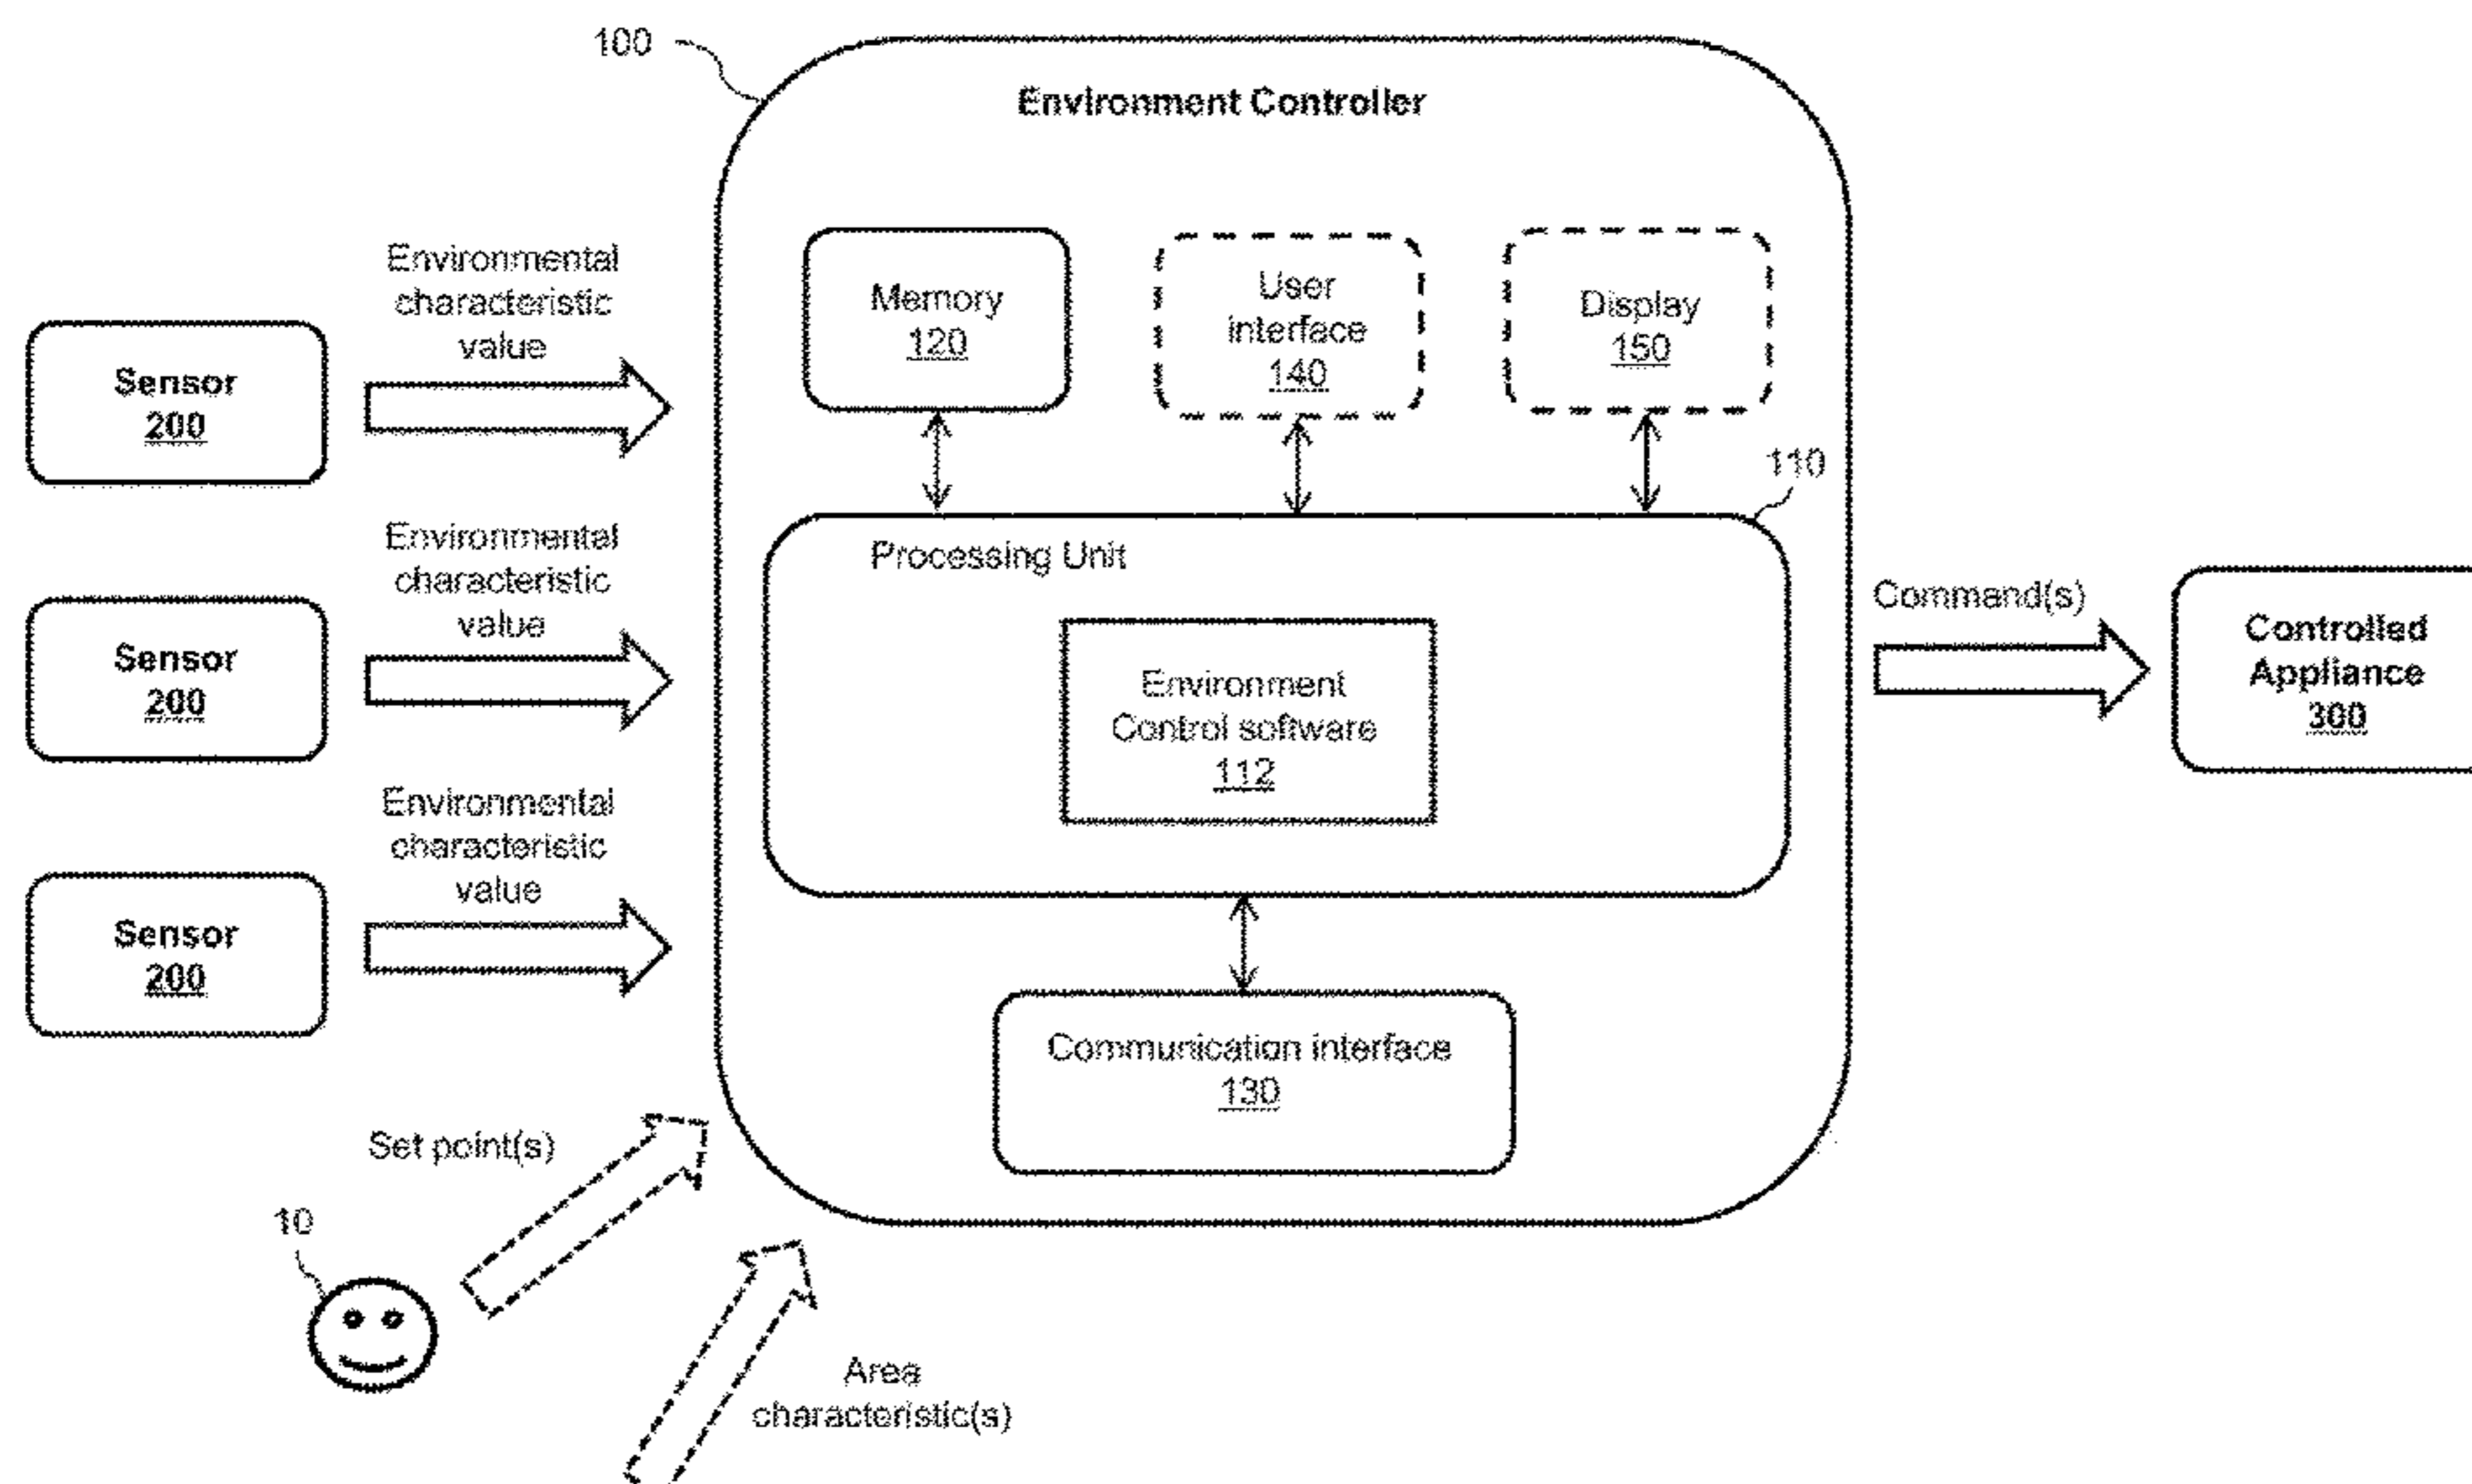 100
Environment Controller
Environmental
characteristic
value
Sensor
200
Memory
120
User
interface
140
Display
150
110
Environmental
characteristic
value
Sensor
200
Processing Unit
Environment
Control software
112
Command(s)
Controlled
Appliance
300
Environmental
characteristic
value
Sensor
200
Communication interface
130
Set point(s)
10
Area
characteristic(s)